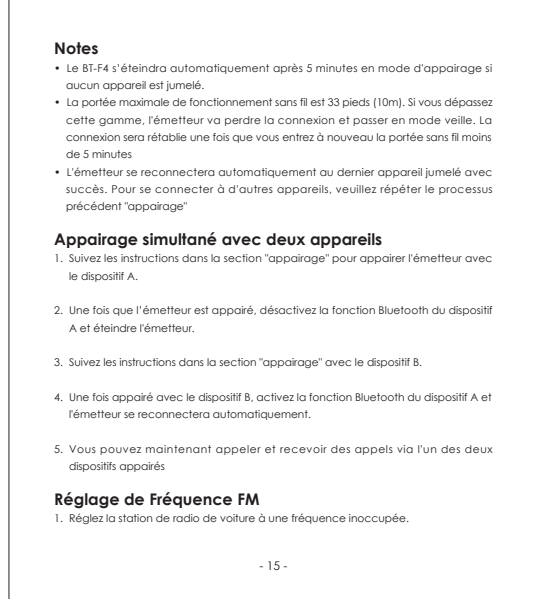 Notes
• Le BT-F4 s'éteindra automatiquement après 5 minutes en mode d'appairage si
aucun appareil est jumelé.
• La portée maximale de fonctionnement sans fil est 33 pieds (10m). Si vous dépassez
cette gamme, l'émetteur va perdre la connexion et passer en mode veille. La
connexion sera rétablie une fois que vous entrez à nouveau la portée sans fil moins
de 5 minutes
• L'émetteur se reconnectera automatiquement au dernier appareil jumelé avec
succès. Pour se connecter à d'autres appareils, veuillez répéter le processus
précédent "appairage"
Appairage simultané avec deux appareils
1. Suivez les instructions dans la section "appairage" pour appairer l'émetteur avec
le dispositif A.
2. Une fois que l'émetteur est appairé, désactivez la fonction Bluetooth du dispositif
A et éteindre l'émetteur.
3. Suivez les instructions dans la section "appairage" avec le dispositif B.
4. Une fois appairé avec le dispositif B, activez la fonction Bluetooth du dispositif A et
l'émetteur se reconnectera automatiquement.
5. Vous pouvez maintenant appeler et recevoir des appels via l'un des deux
dispositifs appairés
Réglage de Fréquence FM
1. Réglez la station de radio de voiture à une fréquence inoccupée.
- 15 -